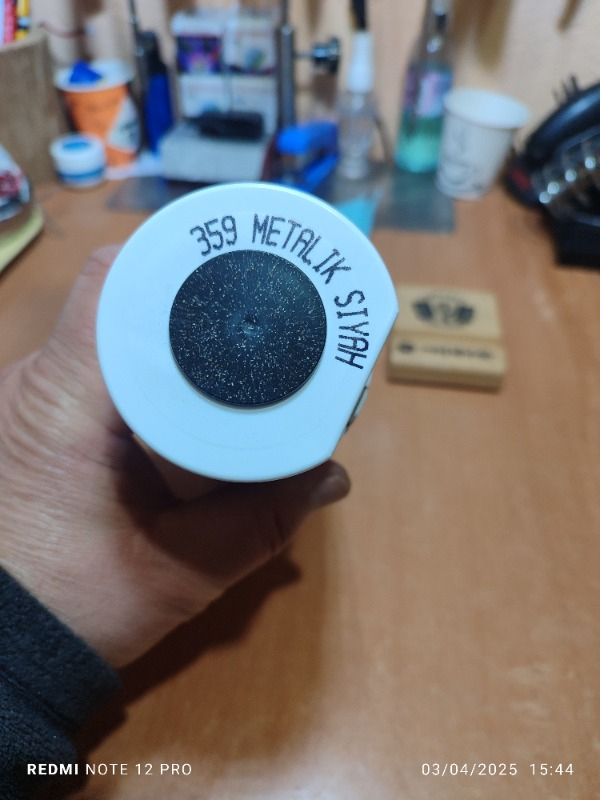 359 METALIK SIYAH
REDMI NOTE 12 PRO
03/04/2025 15:44